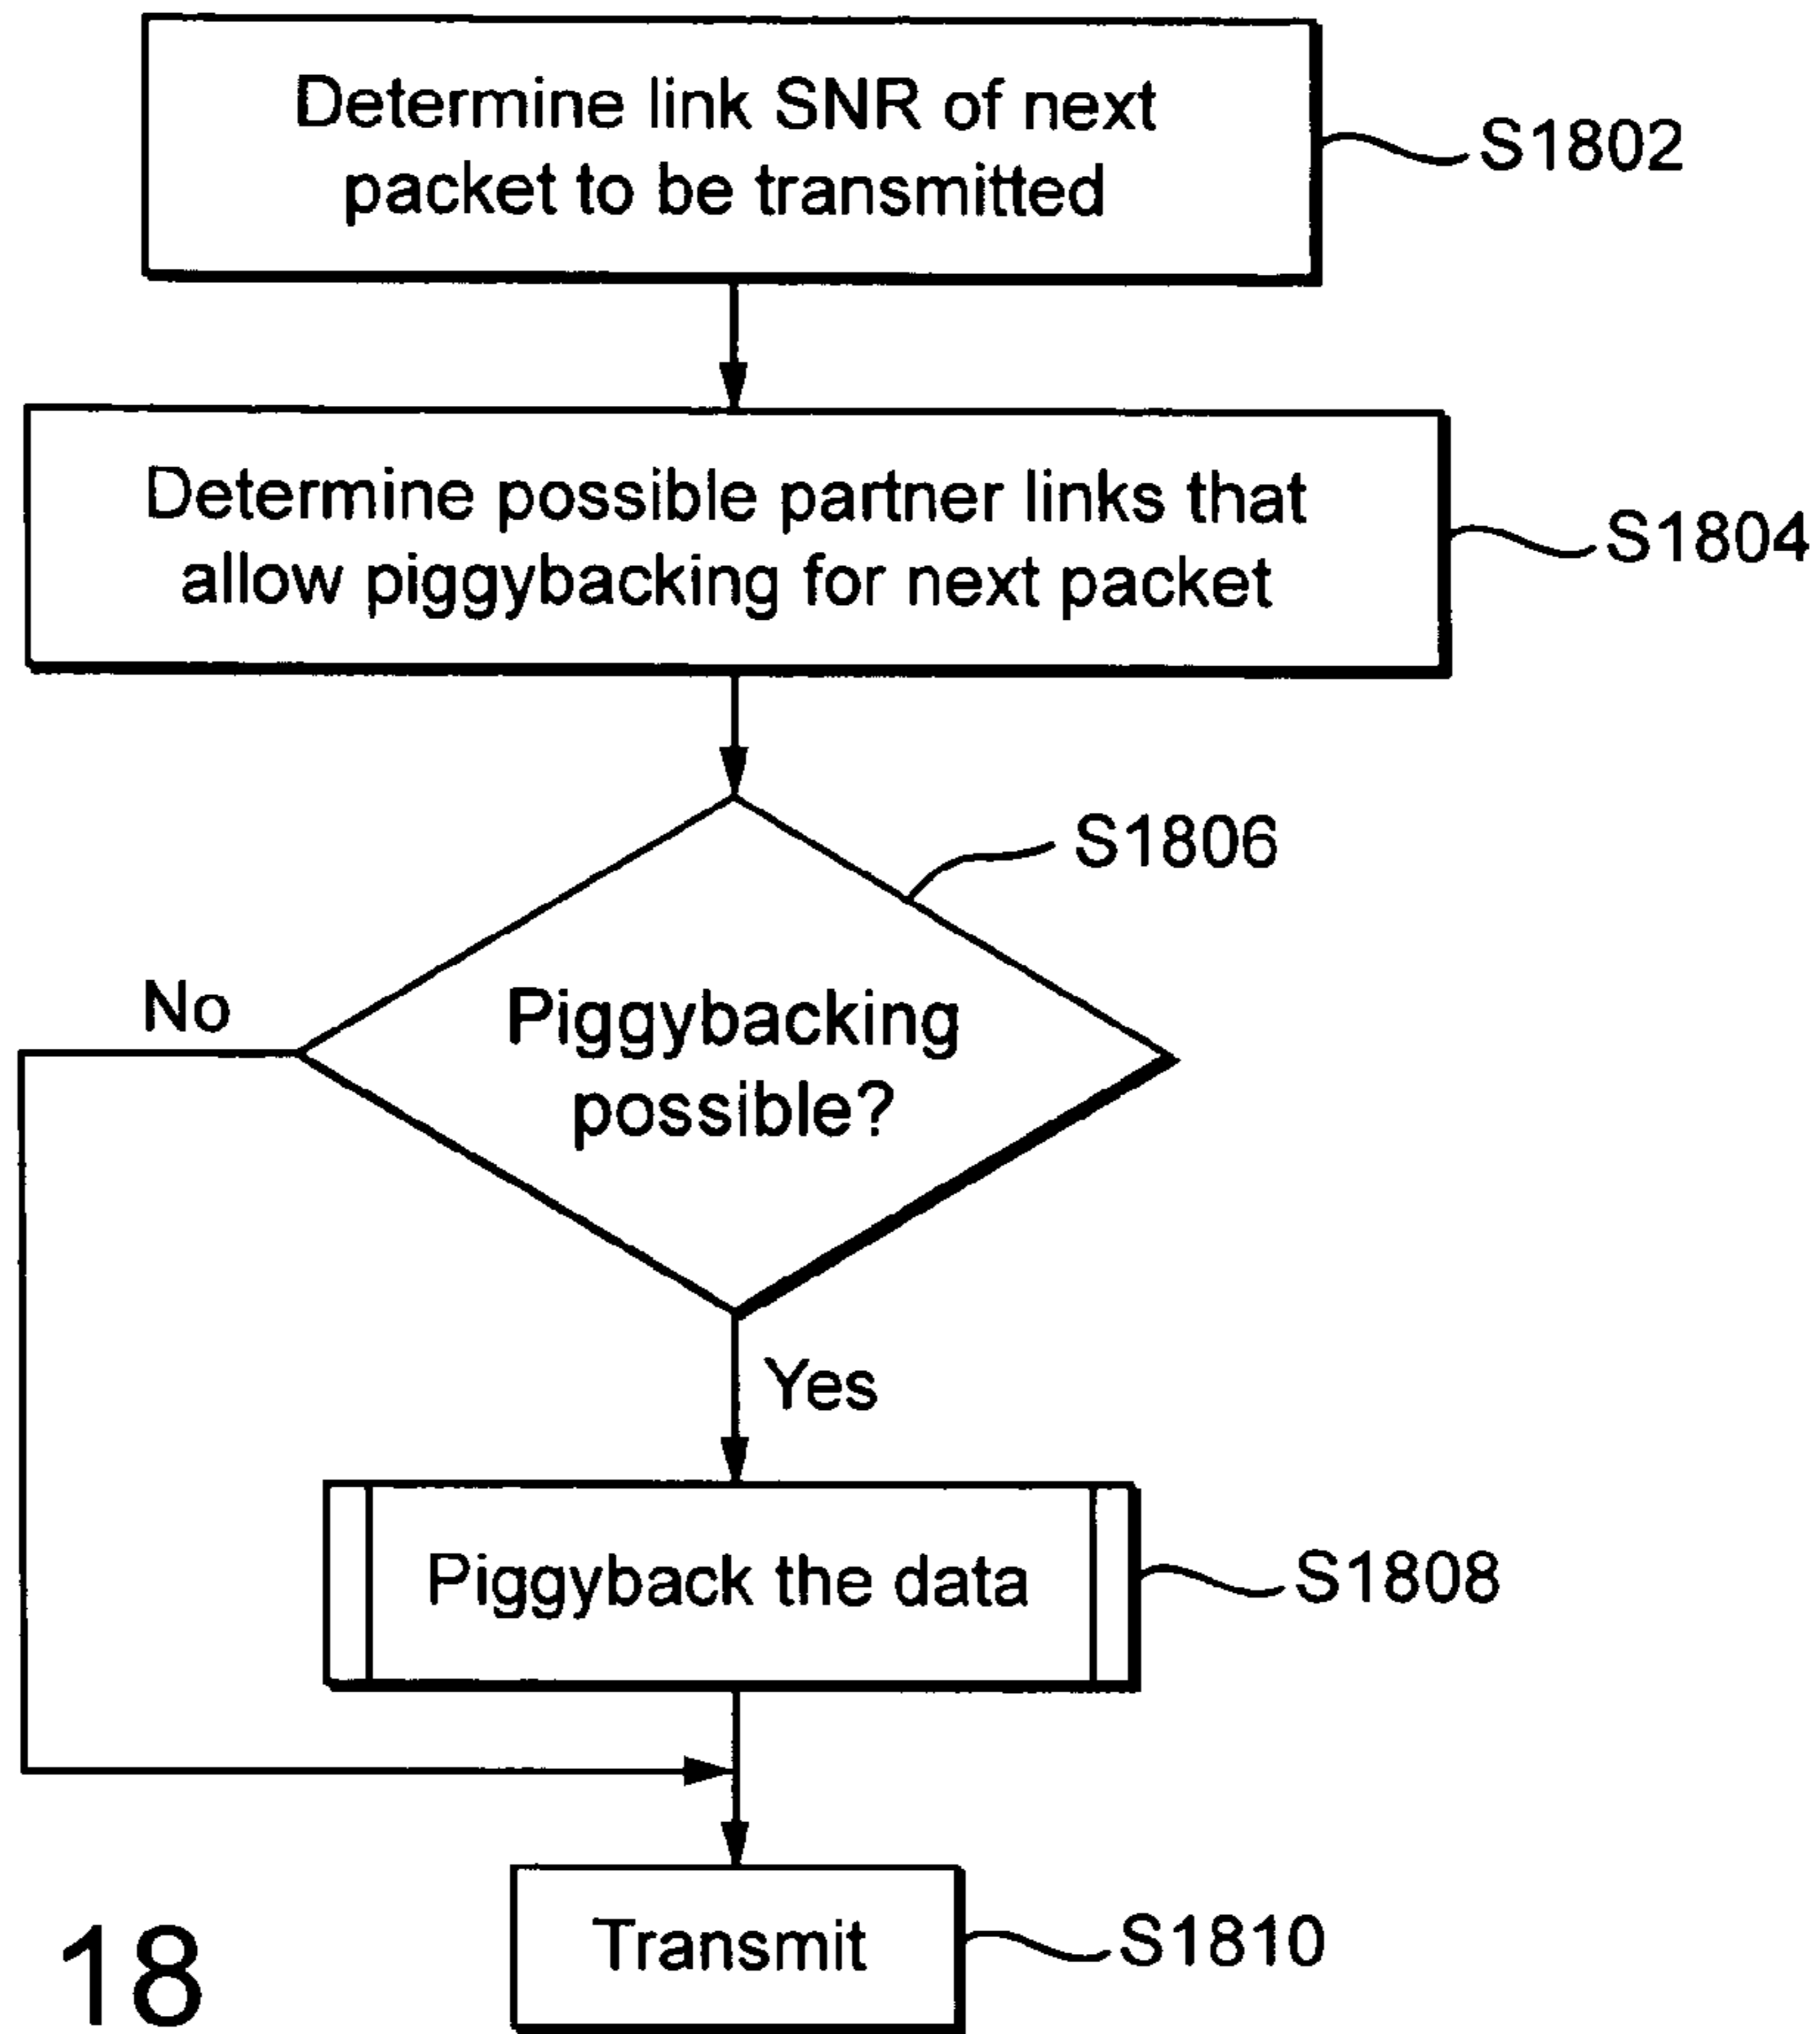 Determine link SNR of next
packet to be transmitted
S1802
Determine possible partner links that
allow piggybacking for next packet
S1804
S1806
No
Piggybacking
possible?
Yes
Piggyback the data
S1808
Transmit
S1810
18